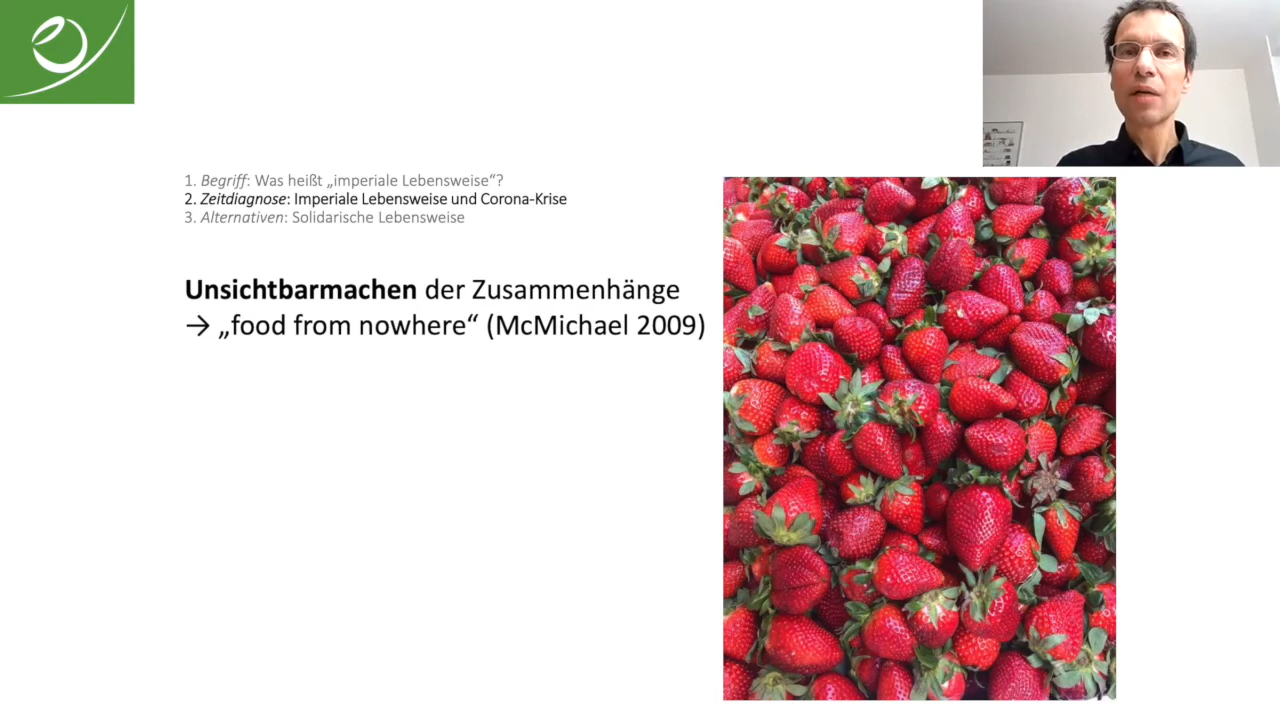 1. Begriff: Was heißt „imperiale Lebensweise“?
2. Zeitdiagnose: Imperiale Lebensweise und Corona-Krise
3. Alternativen: Solidarische Lebensweise
Unsichtbarmachen der Zusammenhänge
→ „food from nowhere“ (McMichael 2009)